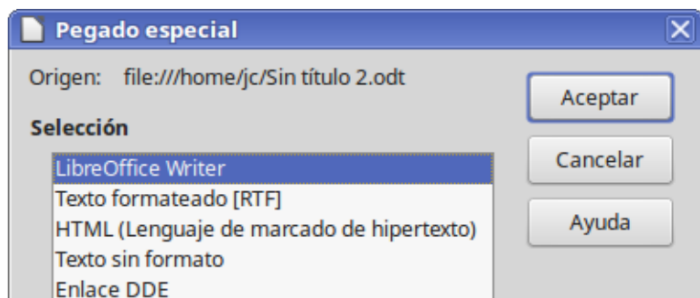 Pegado especial
Origen: file:///home/jc/Sin título 2.odt
Aceptar
Selección
Cancelar
LibreOffice Writer
Texto formateado [RTF]
Ayuda
HTML (Lenguaje de marcado de hipertexto)
Texto sin formato
Enlace DDE